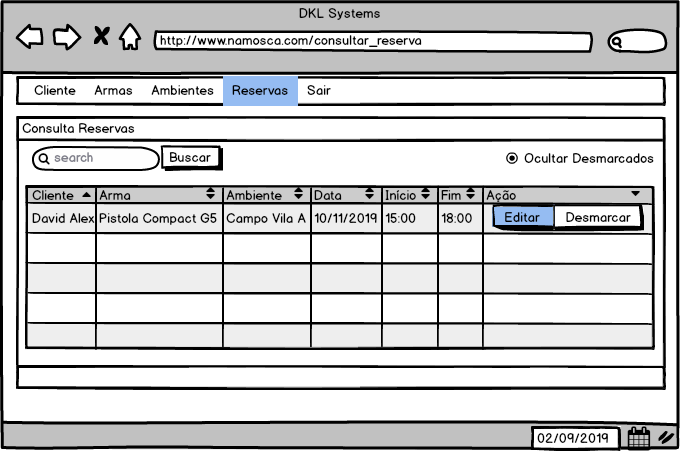 DKL Systems
http://www.namosca.com/consultar_reserva
Cliente Armas Ambientes Reservas Sair
Consulta Reservas
search Buscar Ocultar Desmarcados
Cliente Arma Ambiente Data Início Fim Ação
David Alex Pistola Compact G5 Campo Vila A 10/11/2019 15:00 18:00 Editar Desmarcar
02/09/2019